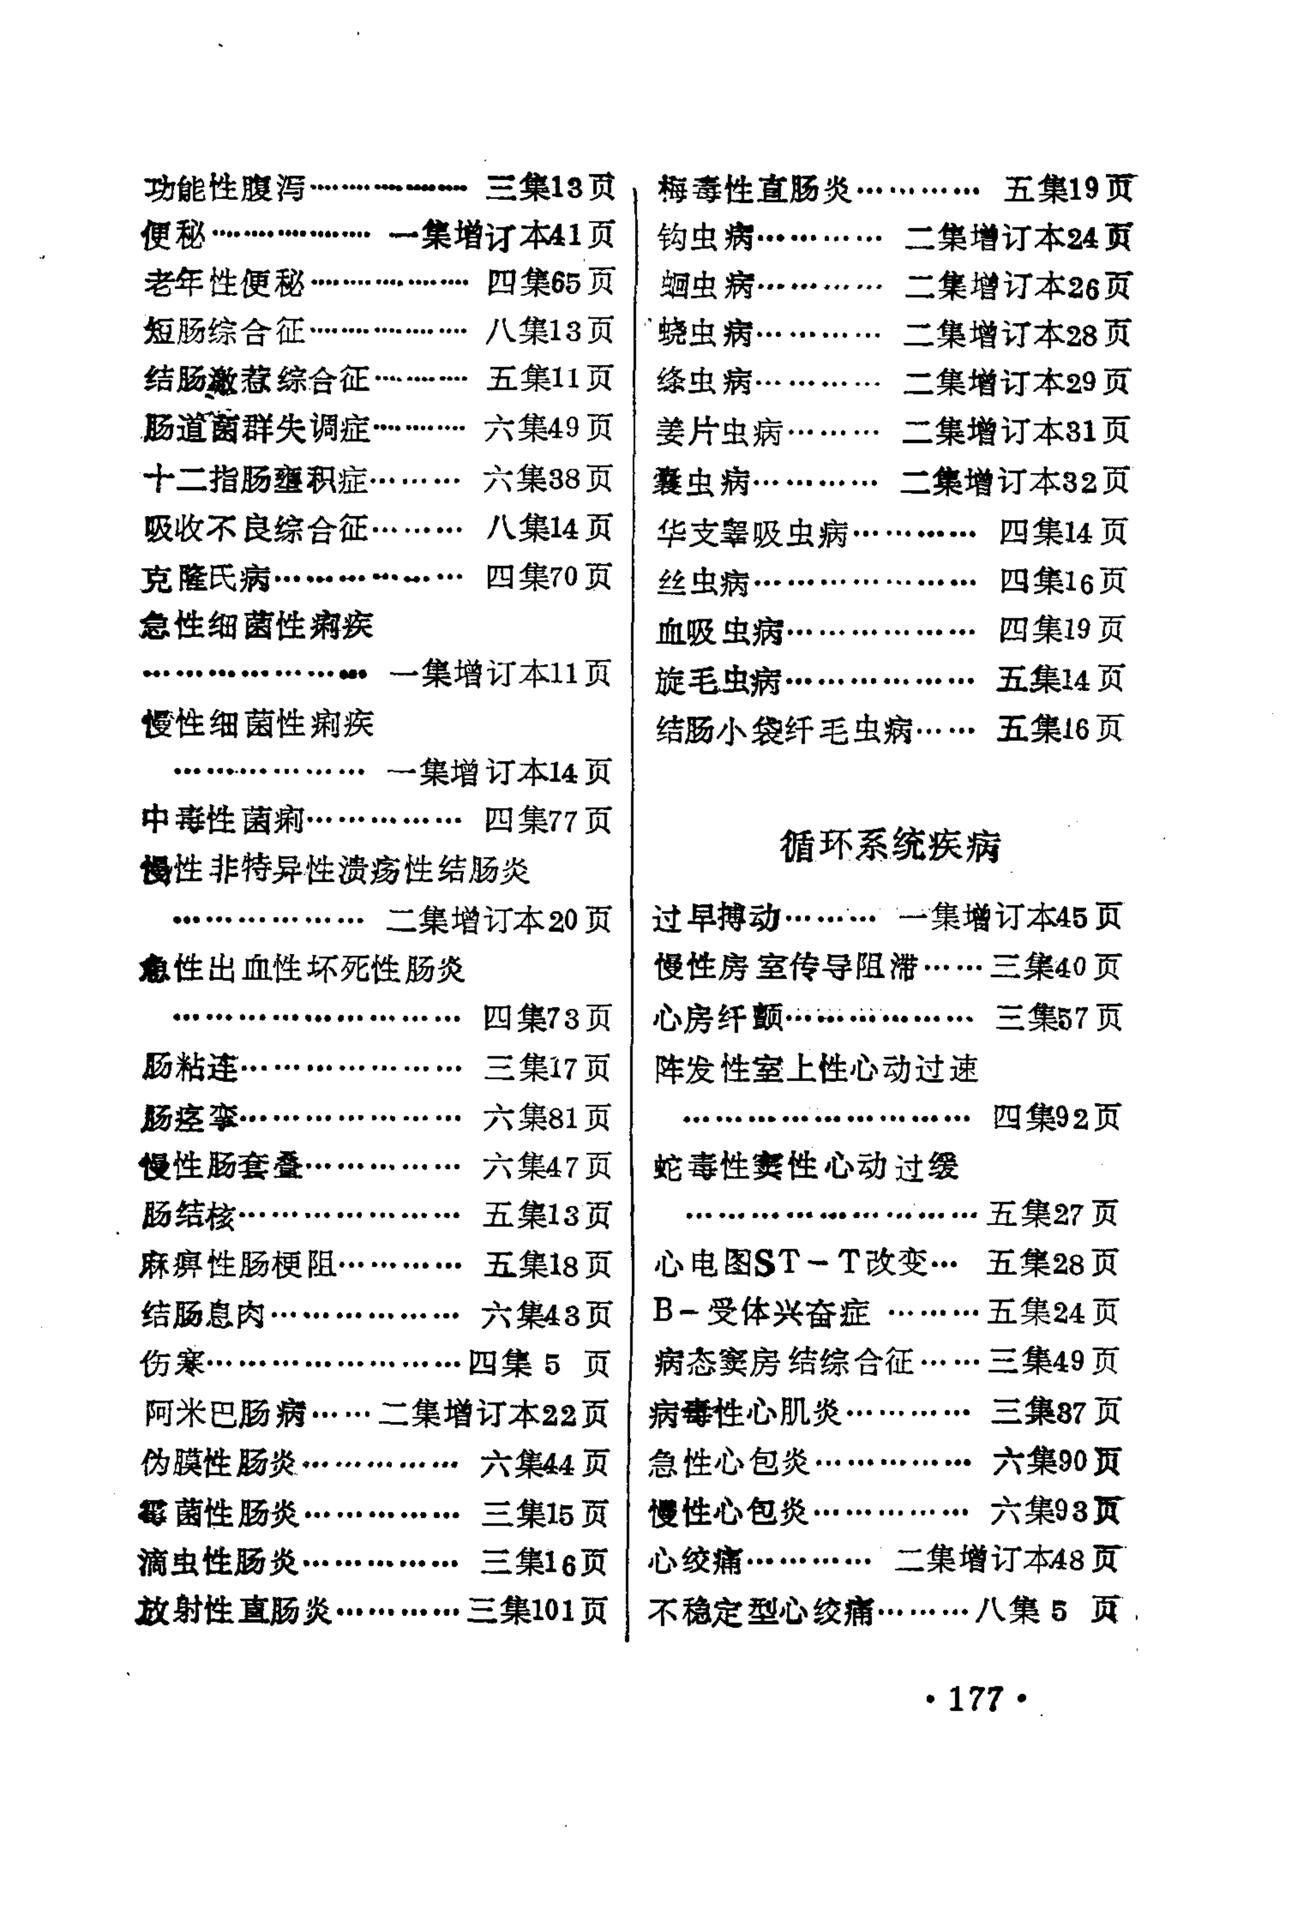 功能性腹泻……………… 三集13页
便秘……………… 一集增订本41页
老年性便秘……………… 四集65页
短肠综合征……………… 八集13页
结肠激惹综合征……… 五集11页
肠道菌群失调症……… 六集49页
十二指肠壅积症……… 六集38页
吸收不良综合征……… 八集14页
克隆氏病……………… 四集70页
急性细菌性痢疾
…………………… 一集增订本11页
慢性细菌性痢疾
……………… 一集增订本14页
中毒性菌痢…………… 四集77页
慢性非特异性溃疡性结肠炎
……………… 二集增订本20页
急性出血性坏死性肠炎
……………………… 四集73页
肠粘连………………… 三集17页
肠痉挛………………… 六集81页
慢性肠套叠…………… 六集47页
肠结核………………… 五集13页
麻痹性肠梗阻………… 五集18页
结肠息肉……………… 六集43页
伤寒……………………四集5 页
阿米巴肠病…… 二集增订本22页
伪膜性肠炎…………… 六集44页
霉菌性肠炎…………… 三集15页
滴虫性肠炎…………… 三集16页
放射性直肠炎…………三集101页
梅毒性直肠炎………… 五集19页
钩虫病………… 二集增订本24页
蛔虫病………… 二集增订本26页
蛲虫病………… 二集增订本28页
绦虫病………… 二集增订本29页
姜片虫病……… 二集增订本31页
囊虫病………… 二集增订本32页
华支睾吸虫病………… 四集14页
丝虫病………………… 四集16页
血吸虫病……………… 四集19页
旋毛虫病……………… 五集14页
结肠小袋纤毛虫病…… 五集16页
循环系统疾病
过早搏动……… 一集增订本45页
慢性房室传导阻滞…… 三集40页
心房纤颤……………… 三集57页
阵发性室上性心动过速
……………………… 四集92页
蛇毒性窦性心动过缓
………………………五集27页
心电图ST-T改变… 五集28页
B-受体兴奋症 ………五集24页
病态窦房结综合征……三集49页
病毒性心肌炎………… 三集37页
急性心包炎…………… 六集90页
慢性心包炎…………… 六集93页
心绞痛………… 二集增订本48页
不稳定型心绞痛………八集5 页
·177·